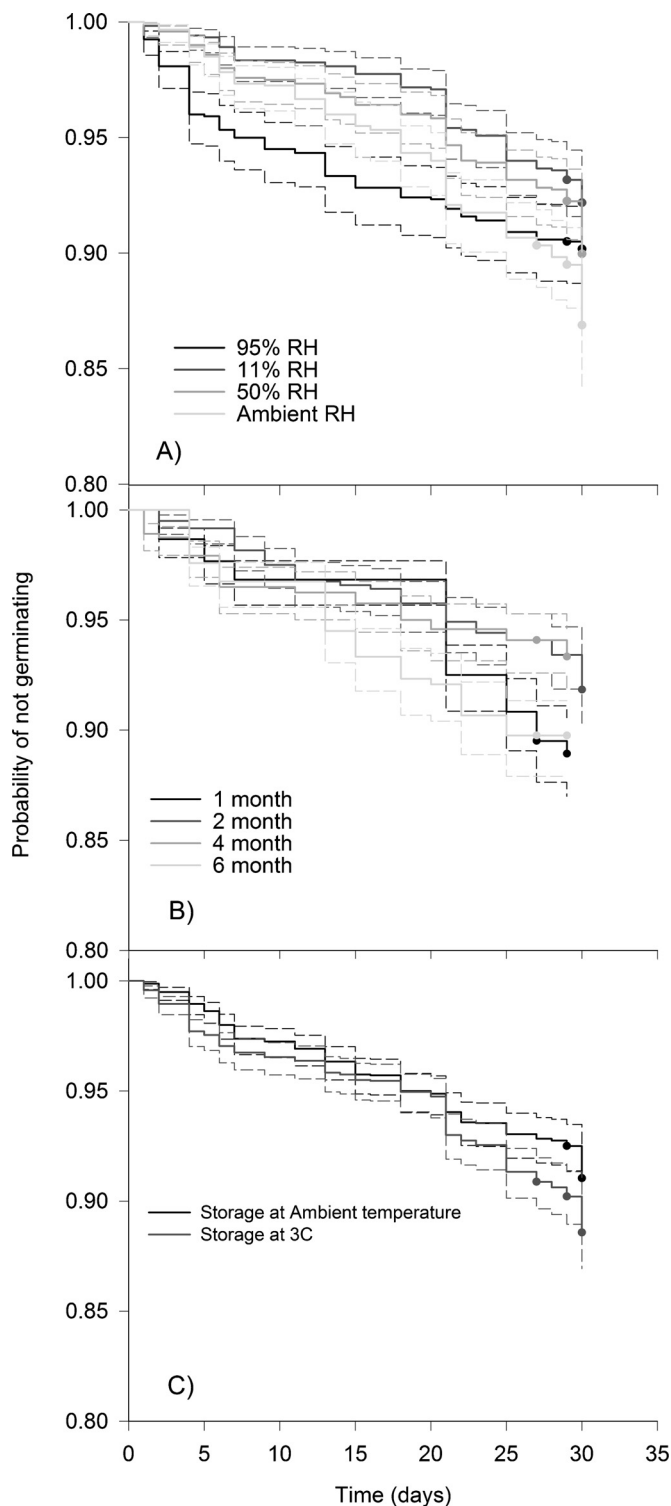 1.00
0.95
0.90
0.85
0.80
95% RH
11% RH
50% RH
Ambient RH
A)
1.00
0.95
0.90
0.85
0.80
1 month
2 month
4 month
6 month
B)
Probability of not germinating
1.00
0.95
0.90
0.85
0.80
Storage at Ambient temperature
Storage at 3C
C)
0 5 10 15 20 25 30 35
Time (days)